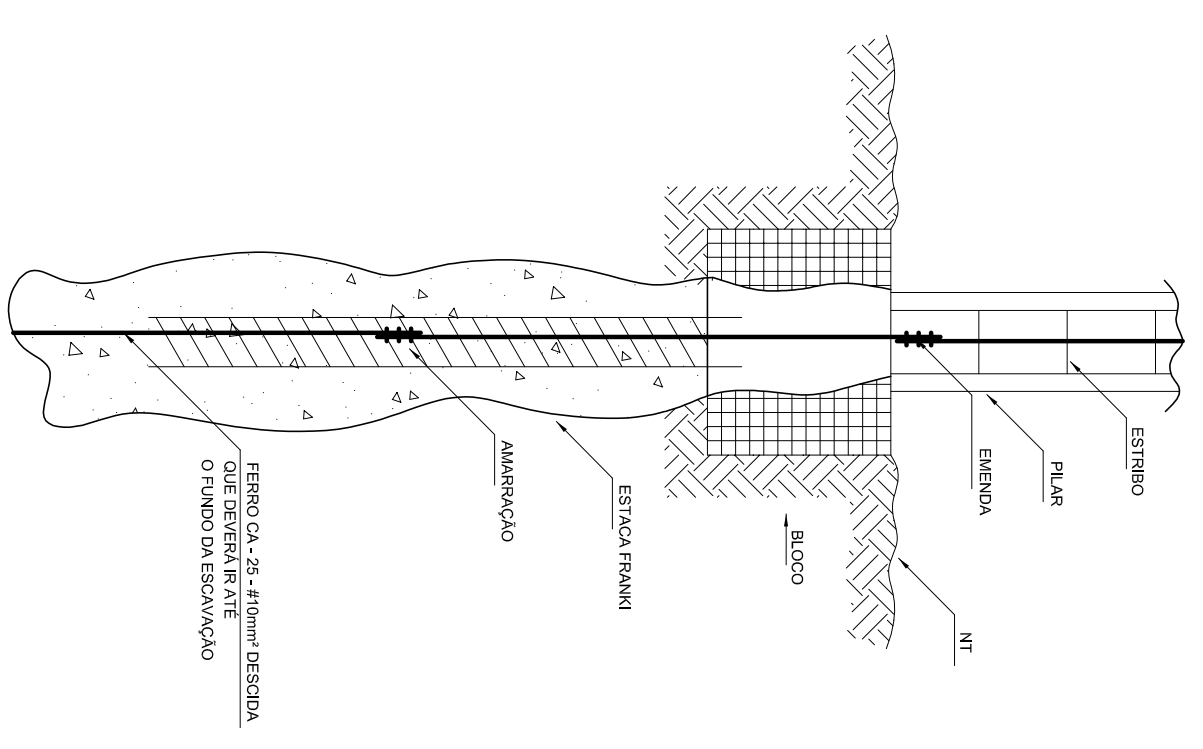 ESTRIBO
PILAR
EMENDA
NT
BLOCO
ESTACA FRANKI
AMARRAÇÃO
FERRO CA - 25 - #10mm² DESCIDA
QUE DEVERÁ IR ATÉ
O FUNDO DA ESCAVAÇÃO